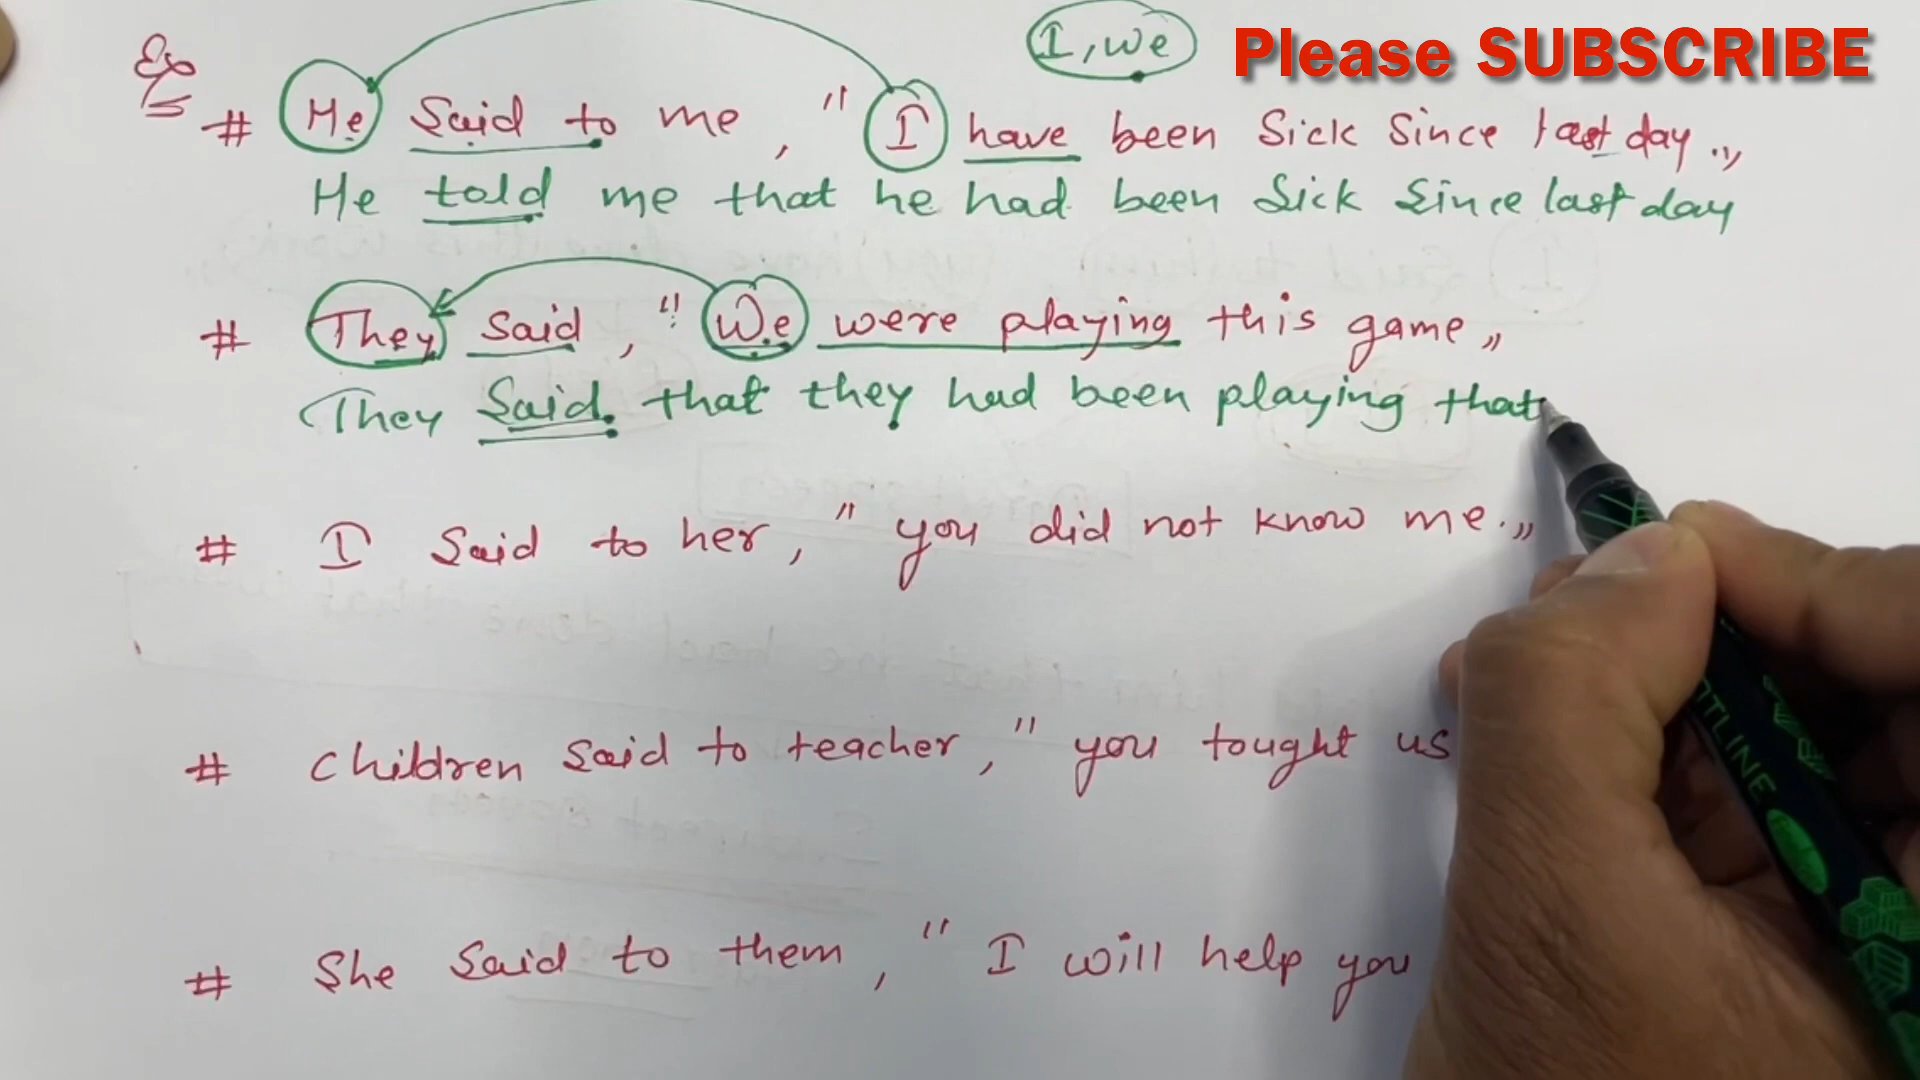 I, we
Please SUBSCRIBE
Ex
# He Said to me, " I have been Sick Since last day.,,
He told me that he had been Sick Since last day
# They said, " We were playing this game,,
They Said. that they had been playing that
# I Said to her, " you did not know me.,,
# children said to teacher, " you tought us
# She said to them, " I will help you
OTLINE